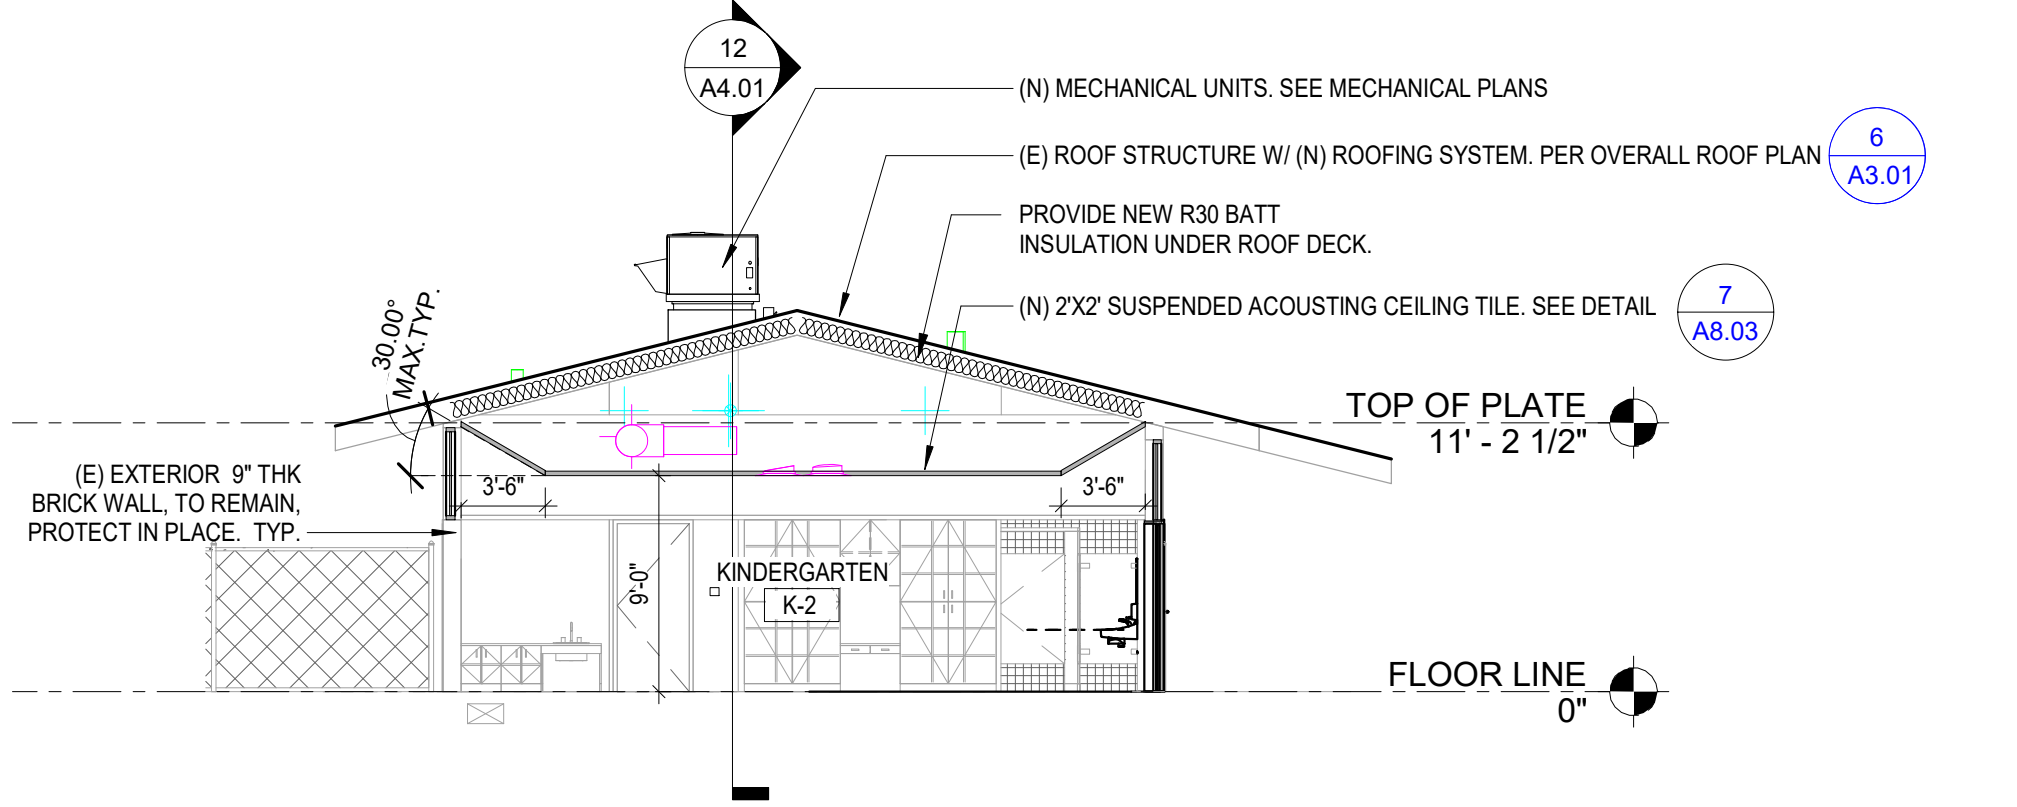 12
A4.01
(N) MECHANICAL UNITS. SEE MECHANICAL PLANS
(E) ROOF STRUCTURE W/ (N) ROOFING SYSTEM. PER OVERALL ROOF PLAN
6
A3.01
PROVIDE NEW R30 BATT
INSULATION UNDER ROOF DECK.
(N) 2'X2' SUSPENDED ACOUSTING CEILING TILE. SEE DETAIL
7
A8.03
30.00°
MAX. TYP.
TOP OF PLATE
11' - 2 1/2"
(E) EXTERIOR 9" THK
BRICK WALL, TO REMAIN,
PROTECT IN PLACE. TYP.
3'-6"
3'-6"
9'-0"
KINDERGARTEN
K-2
FLOOR LINE
0"